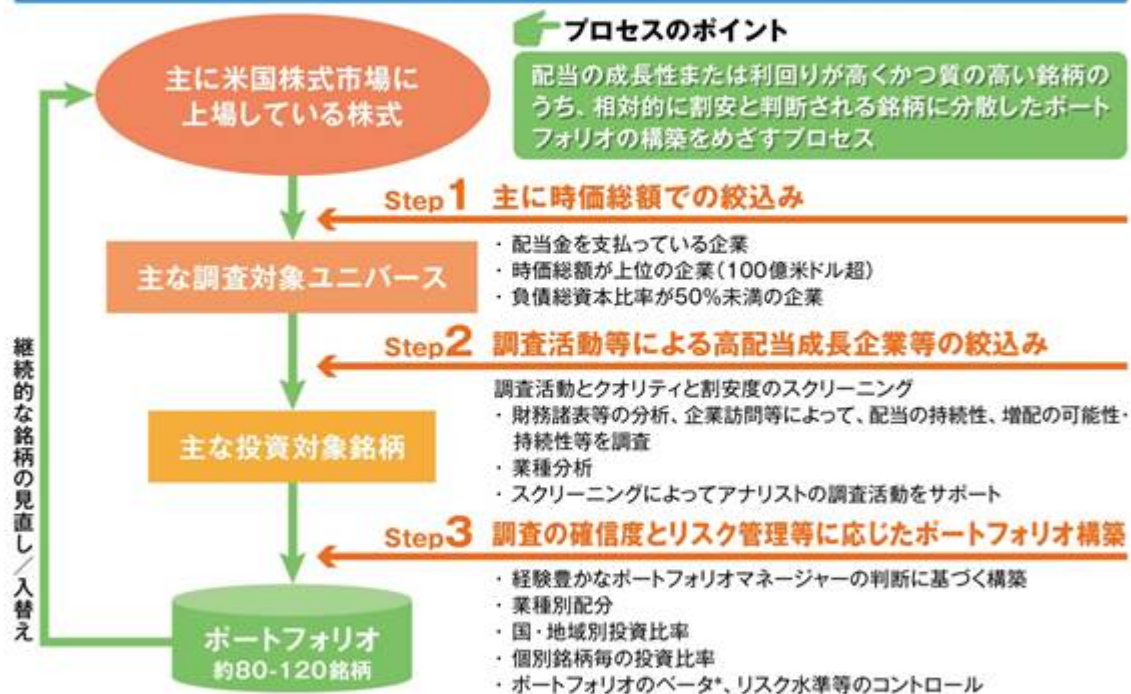 プロセスのポイント
配当の成長性または利回りが高くかつ質の高い銘柄の
うち、相対的に割安と判断される銘柄に分散したポート
フォリオの構築をめざすプロセス
主に米国株式市場に
上場している株式
Step1 主に時価総額での絞込み
・配当金を支払っている企業
・時価総額が上位の企業(100億米ドル超)
・負債総資本比率が50%未満の企業
主な調査対象ユニバース
Step2 調査活動等による高配当成長企業等の絞込み
調査活動とクオリティと割安度のスクリーニング
・財務諸表等の分析、企業訪問等によって、配当の持続性、増配の可能性・
持続性等を調査
・業種分析
・スクリーニングによってアナリストの調査活動をサポート
主な投資対象銘柄
Step3 調査の確信度とリスク管理等に応じたポートフォリオ構築
・経験豊かなポートフォリオマネージャーの判断に基づく構築
・業種別配分
・国・地域別投資比率
・個別銘柄毎の投資比率
・ポートフォリオのベータ*、リスク水準等のコントロール
ポートフォリオ
約80-120銘柄
継続的な銘柄の見直し/入替え